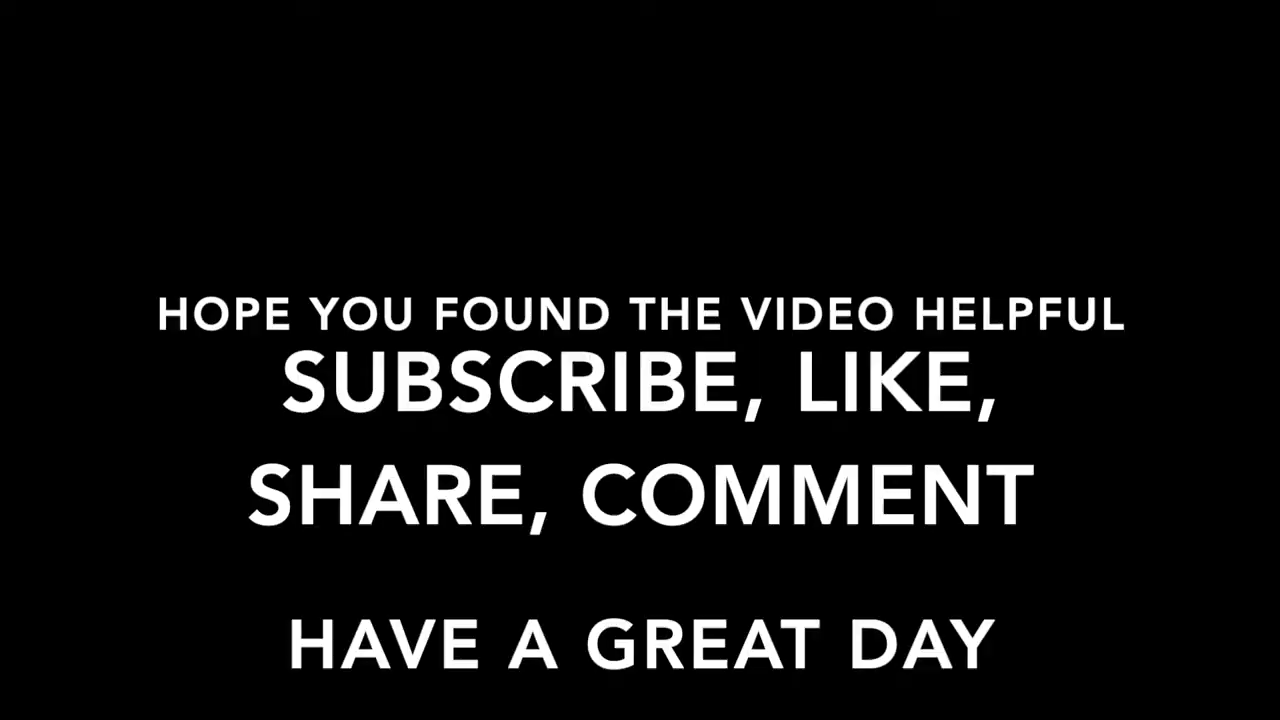 HOPE YOU FOUND THE VIDEO HELPFUL
SUBSCRIBE, LIKE,
SHARE, COMMENT
HAVE A GREAT DAY